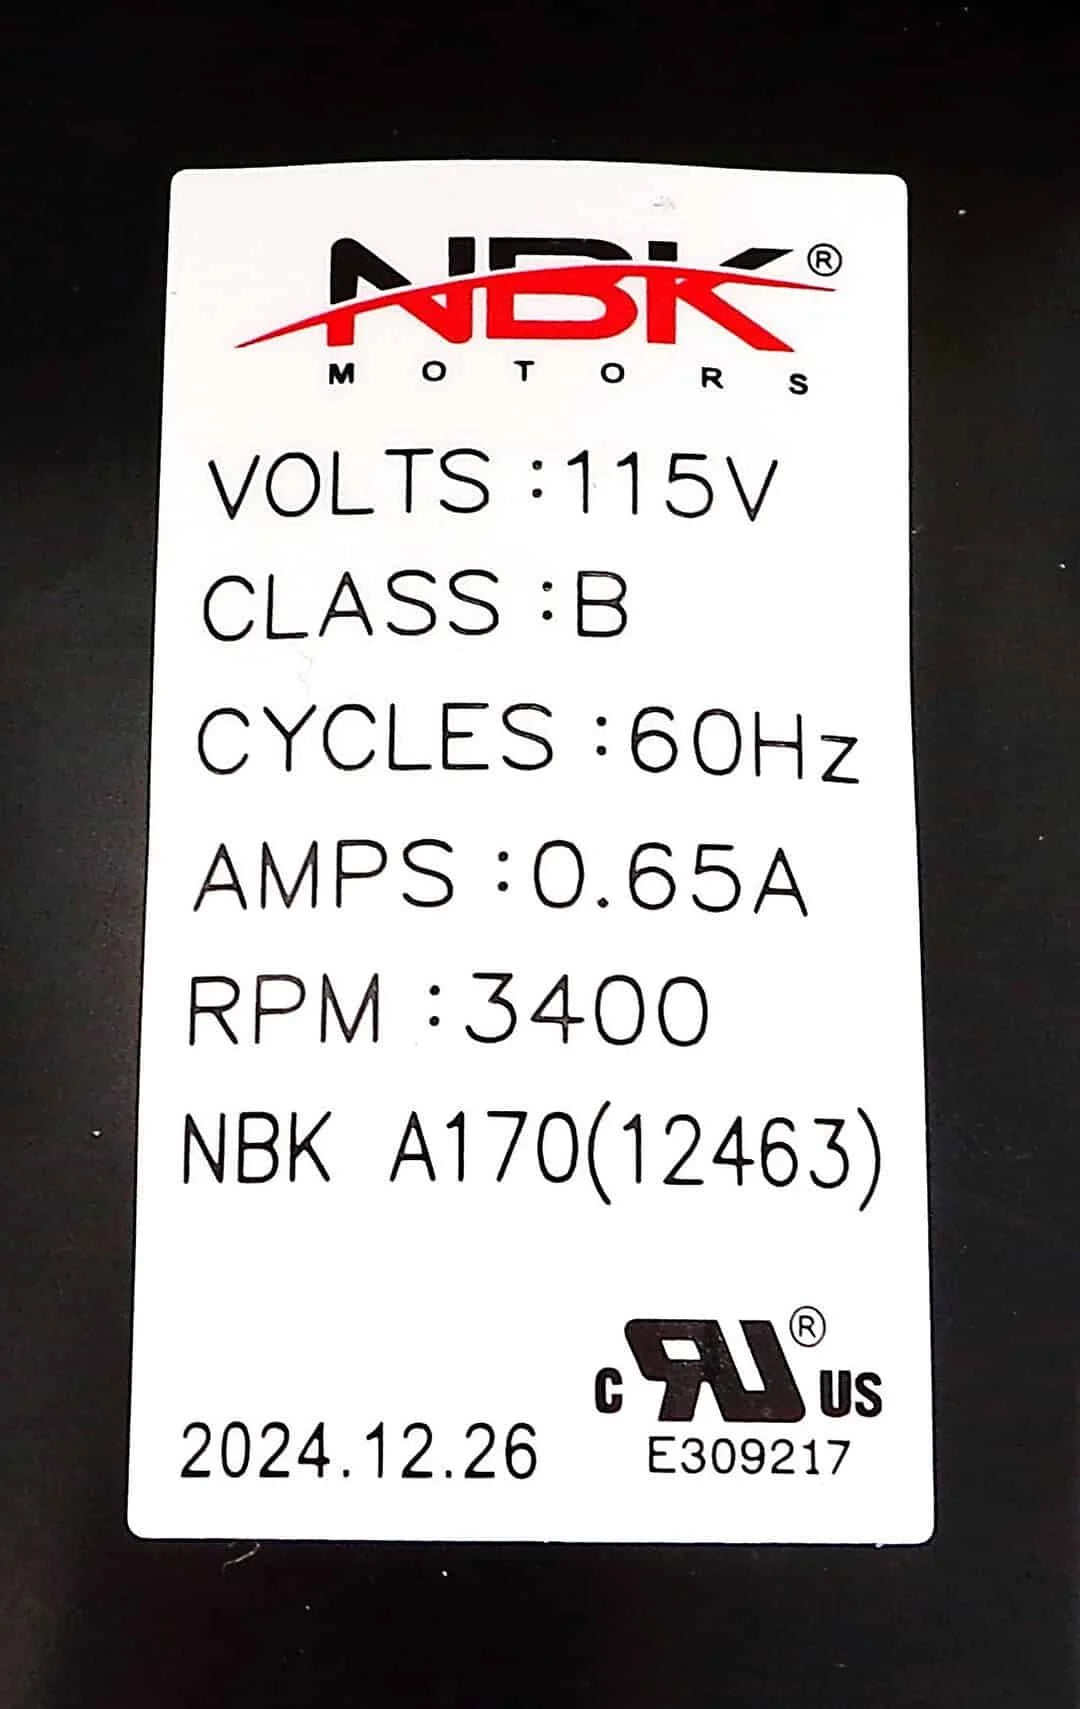 NBK®
MOTORS
VOLTS :115V
CLASS :B
CYCLES :60Hz
AMPS :0.65A
RPM :3400
NBK A170(12463)
c RU® US
2024.12.26
E309217